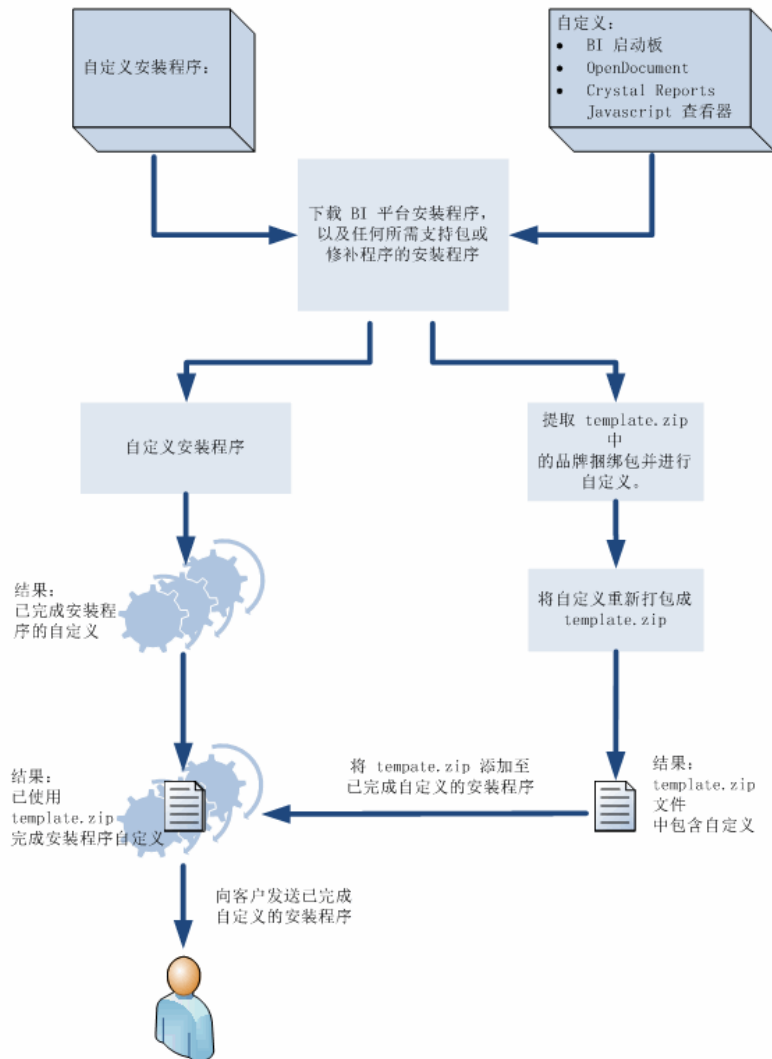 自定义安装程序：
自定义：
• BI 启动板
• OpenDocument
• Crystal Reports
Javascript 查看器
下载 BI 平台安装程序，
以及任何所需支持包或
修补程序的安装程序
自定义安装程序
提取 template.zip
中
的品牌捆绑包并进行
自定义。
结果：
已完成安装程
序的自定义
将自定义重新打包成
template.zip
结果：
已使用
template.zip
完成安装程序自定义
将 tempate.zip 添加至
已完成自定义的安装程序
结果：
template.zip
文件
中包含自定义
向客户发送已完成
自定义的安装程序